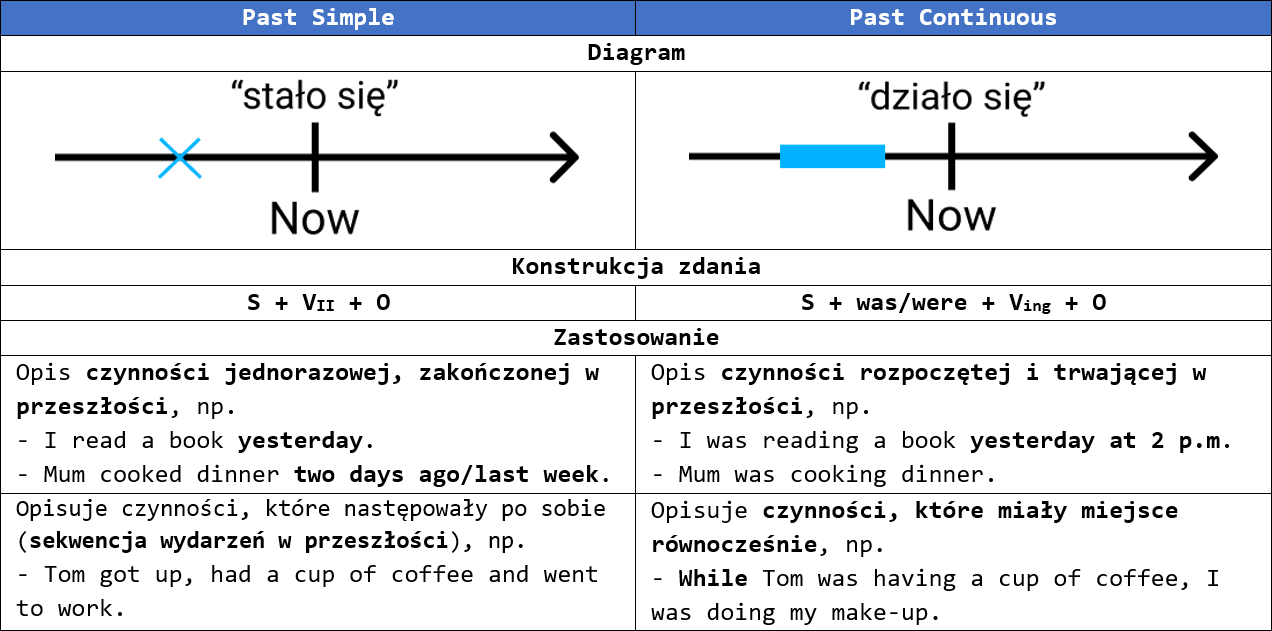 Past Simple
Past Continuous
Diagram
“stało się”
Now
“działo się”
Now
Konstrukcja zdania
S + VII + O
S + was/were + Ving + O
Zastosowanie
Opis czynności jednorazowej, zakończonej w
przeszłości, np.
- I read a book yesterday.
- Mum cooked dinner two days ago/last week.
Opis czynności rozpoczętej i trwającej w
przeszłości, np.
- I was reading a book yesterday at 2 p.m.
- Mum was cooking dinner.
Opisuje czynności, które następowały po sobie
(sekwencja wydarzeń w przeszłości), np.
- Tom got up, had a cup of coffee and went
to work.
Opisuje czynności, które miały miejsce
równocześnie, np.
- While Tom was having a cup of coffee, I
was doing my make-up.